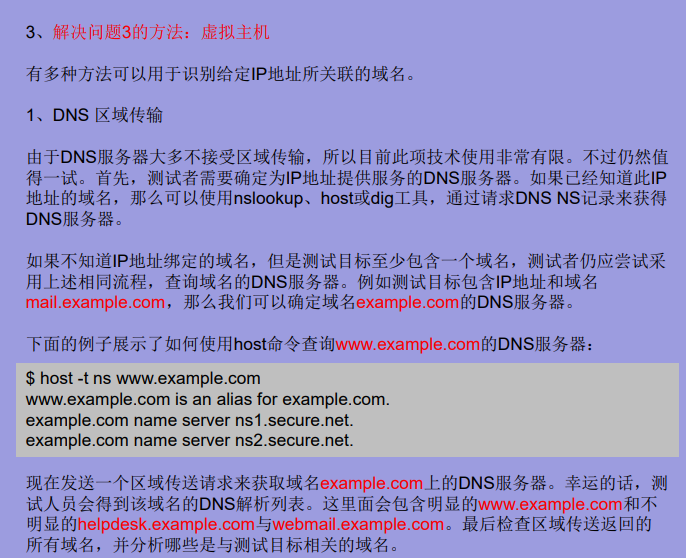 3、解决问题3的方法：虚拟主机
有多种方法可以用于识别给定IP地址所关联的域名。
1、DNS 区域传输
由于DNS服务器大多不接受区域传输，所以目前此项技术使用非常有限。不过仍然值
得一试。首先，测试者需要确定为IP地址提供服务的DNS服务器。如果已经知道此IP
地址的域名，那么可以使用nslookup、host或dig工具，通过请求DNS NS记录来获得
DNS服务器。
如果不知道IP地址绑定的域名，但是测试目标至少包含一个域名，测试者仍应尝试采
用上述相同流程，查询域名的DNS服务器。例如测试目标包含IP地址和域名
mail.example.com，那么我们可以确定域名example.com的DNS服务器。
下面的例子展示了如何使用host命令查询www.example.com的DNS服务器：
$ host -t ns www.example.com
www.example.com is an alias for example.com.
example.com name server ns1.secure.net.
example.com name server ns2.secure.net.
现在发送一个区域传送请求来获取域名example.com上的DNS服务器。幸运的话，测
试人员会得到该域名的DNS解析列表。这里面会包含明显的www.example.com和不
明显的helpdesk.example.com与webmail.example.com。最后检查区域传送返回的
所有域名，并分析哪些是与测试目标相关的域名。